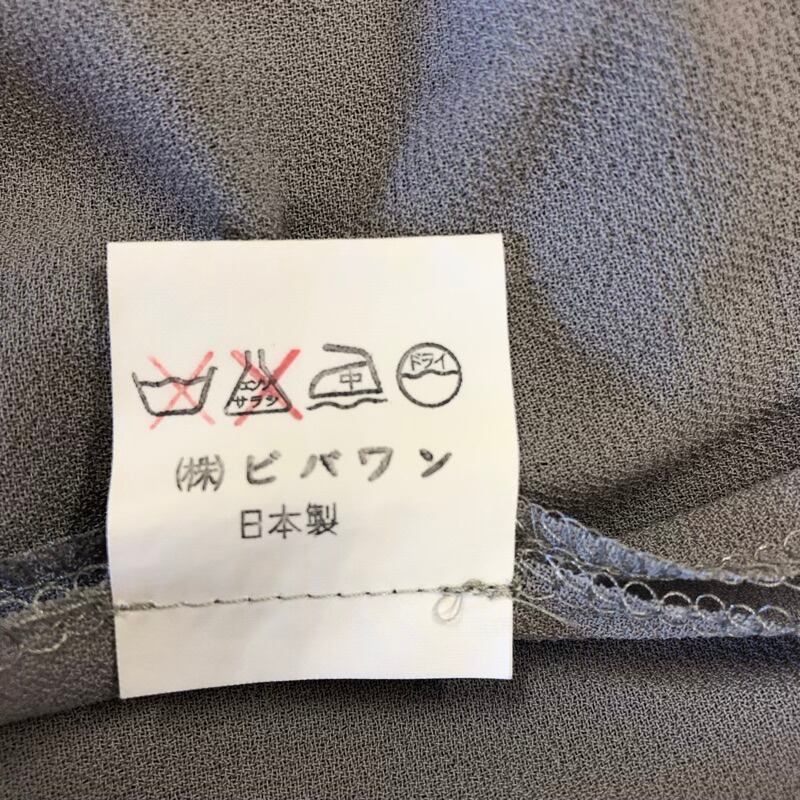 エンソ サラシ 中 ドライ
(株)ビバワン
日本製